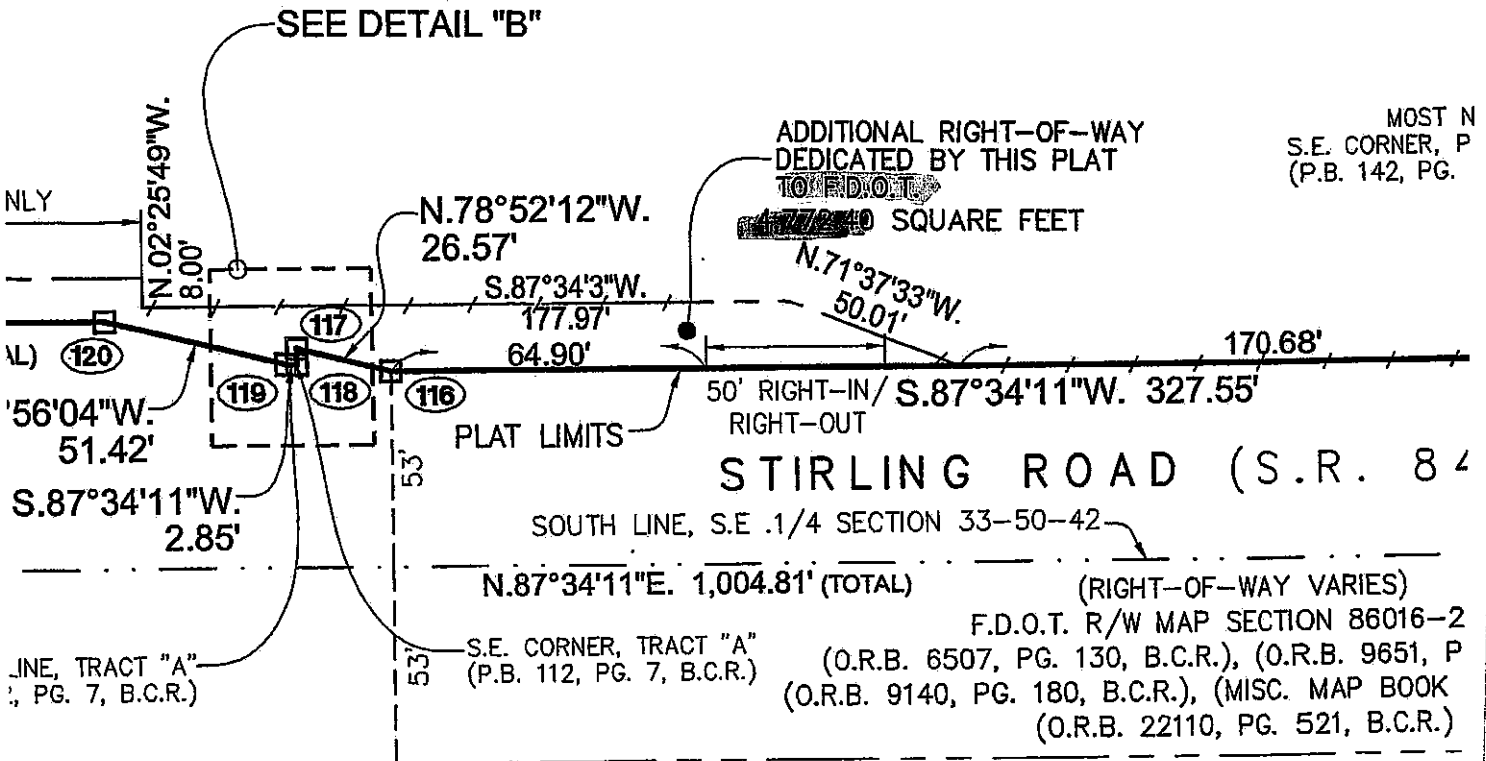 SEE DETAIL "B"
N.02°25'49"W.
8.00'
NLY
ADDITIONAL RIGHT-OF-WAY
DEDICATED BY THIS PLAT
TO F.D.O.T.
SQUARE FEET
MOST N
S.E. CORNER, P
(P.B. 142, PG.
N.78°52'12"W.
26.57'
S.87°34'3"W.
177.97'
64.90'
N.71°37'33"W.
50.01'
170.68'
AL)
120
117
119
118
116
'56'04"W.
51.42'
50' RIGHT-IN/
RIGHT-OUT
S.87°34'11"W. 327.55'
PLAT LIMITS
53'
STIRLING ROAD (S.R. 84
S.87°34'11"W.
2.85'
SOUTH LINE, S.E .1/4 SECTION 33-50-42
N.87°34'11"E. 1,004.81' (TOTAL)
(RIGHT-OF-WAY VARIES)
F.D.O.T. R/W MAP SECTION 86016-2
(O.R.B. 6507, PG. 130, B.C.R.), (O.R.B. 9651, P
(O.R.B. 9140, PG. 180, B.C.R.), (MISC. MAP BOOK
(O.R.B. 22110, PG. 521, B.C.R.)
S.E. CORNER, TRACT "A"
(P.B. 112, PG. 7, B.C.R.)
53'
LINE, TRACT "A"
, PG. 7, B.C.R.)